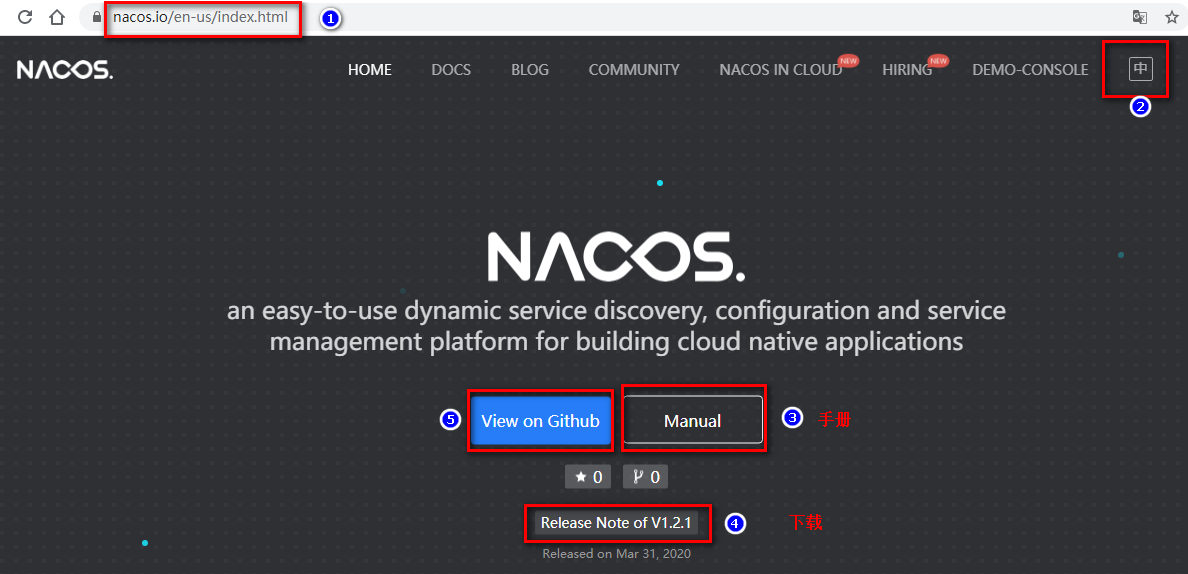 nacos.io/en-us/index.html
1
NACOS.
HOME DOCS BLOG COMMUNITY NACOS IN CLOUD NEW HIRING NEW DEMO-CONSOLE 中
2
NACOS.
an easy-to-use dynamic service discovery, configuration and service
management platform for building cloud native applications
5 View on Github Manual 3 手册
0 0
Release Note of V1.2.1 4 下载
Released on Mar 31, 2020